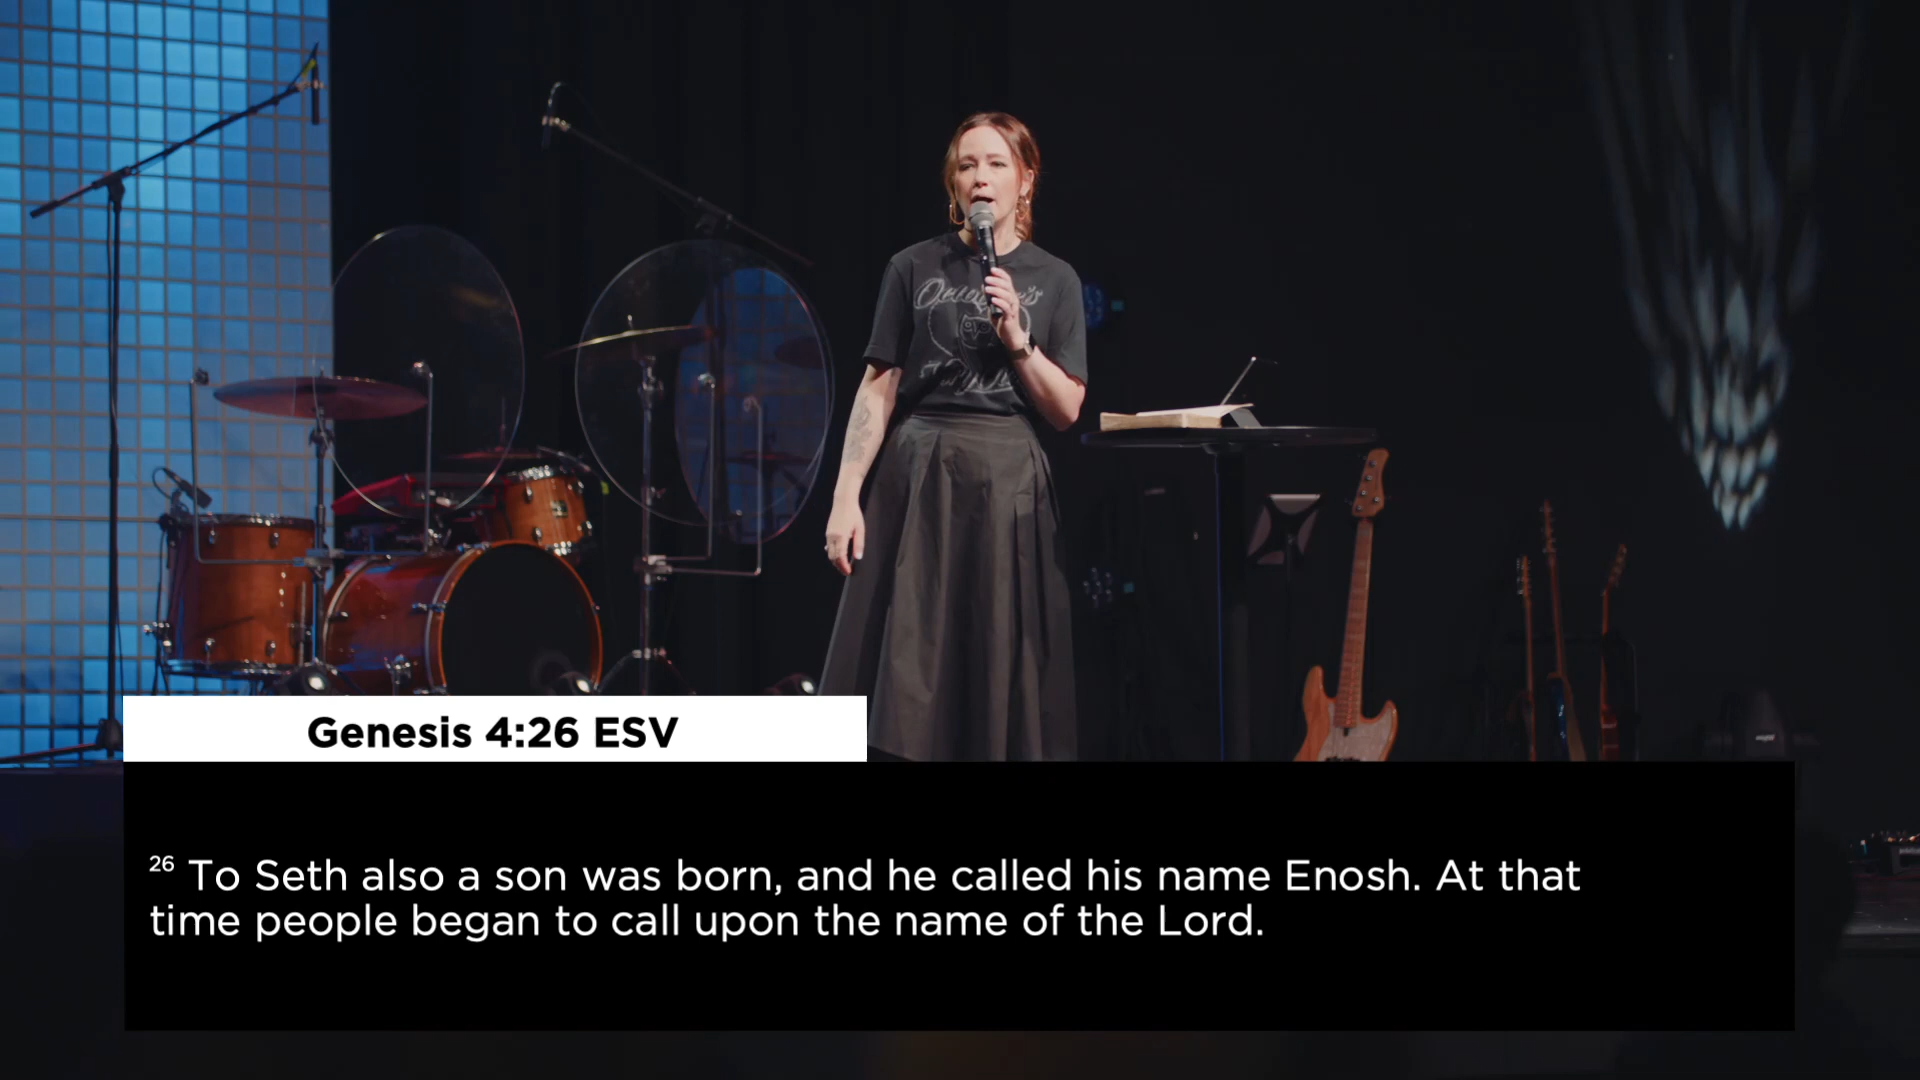 Genesis 4:26 ESV
26 To Seth also a son was born, and he called his name Enosh. At that
time people began to call upon the name of the Lord.